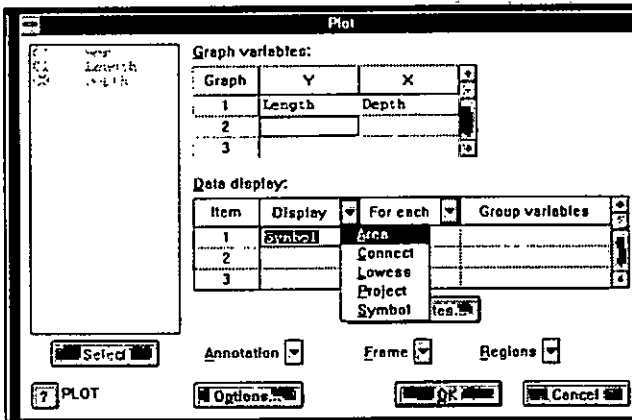 Plot
Length
Graph variables:
Graph Y X
1 Length Depth
2
3
Data display:
Item Display For each Group variables
1 Symbol
2
3
Area
Connect
Lowess
Project
Symbol
Select
Annotation Frame Regions
? PLOT
Options...
OK
Cancel